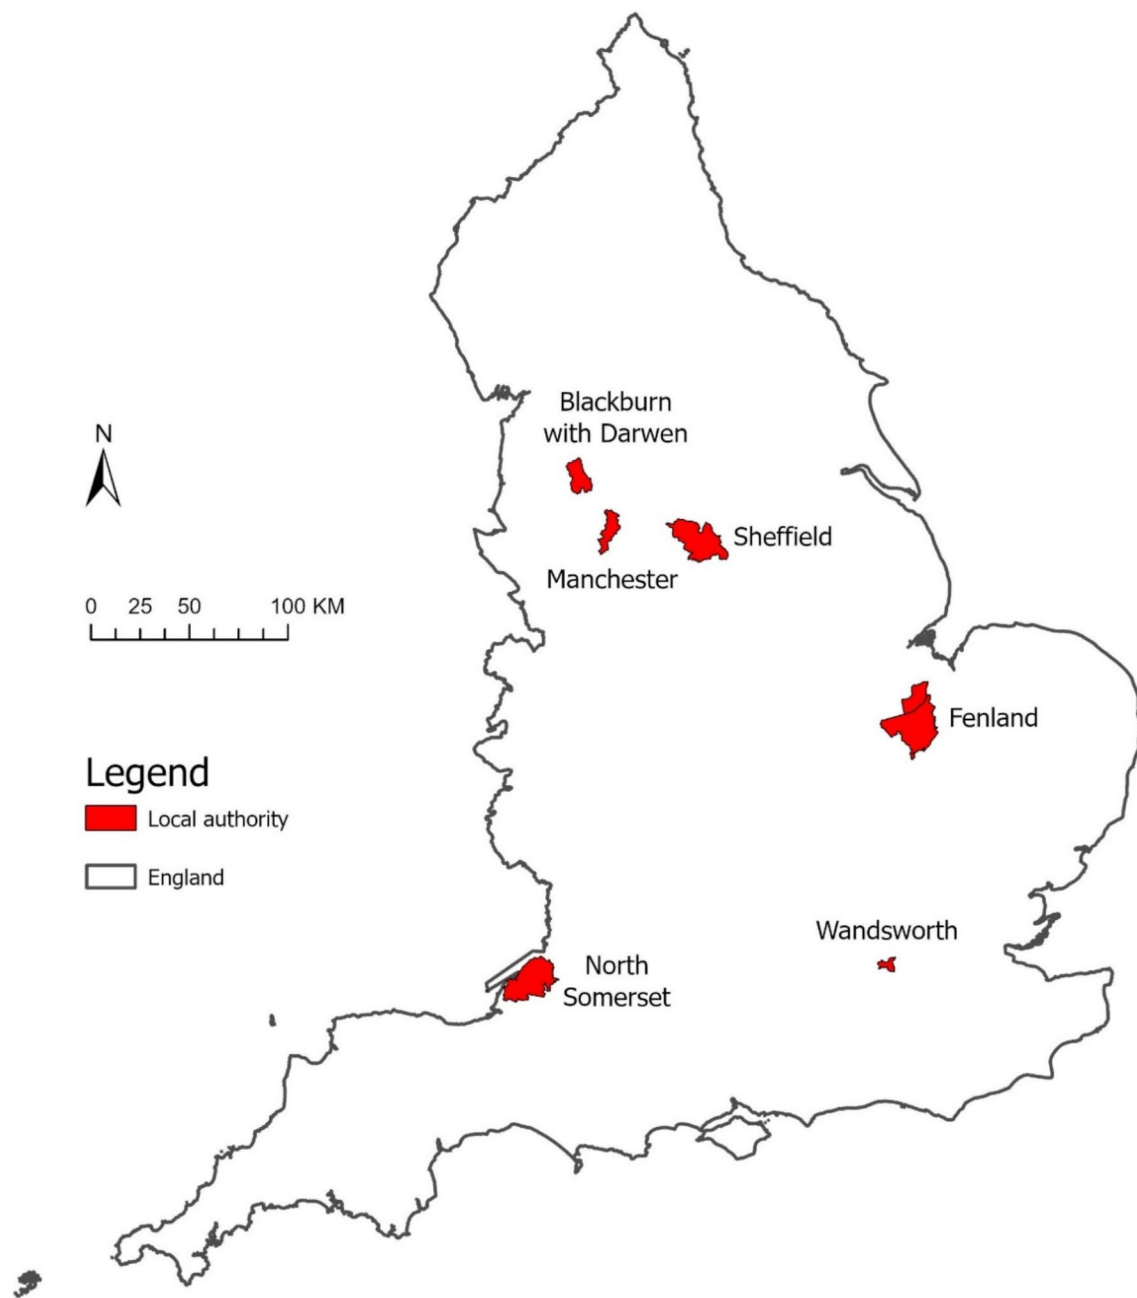 Blackburn
with Darwen
N
Sheffield
Manchester
0 25 50 100 KM
Fenland
Legend
Local authority
England
Wandsworth
North
Somerset